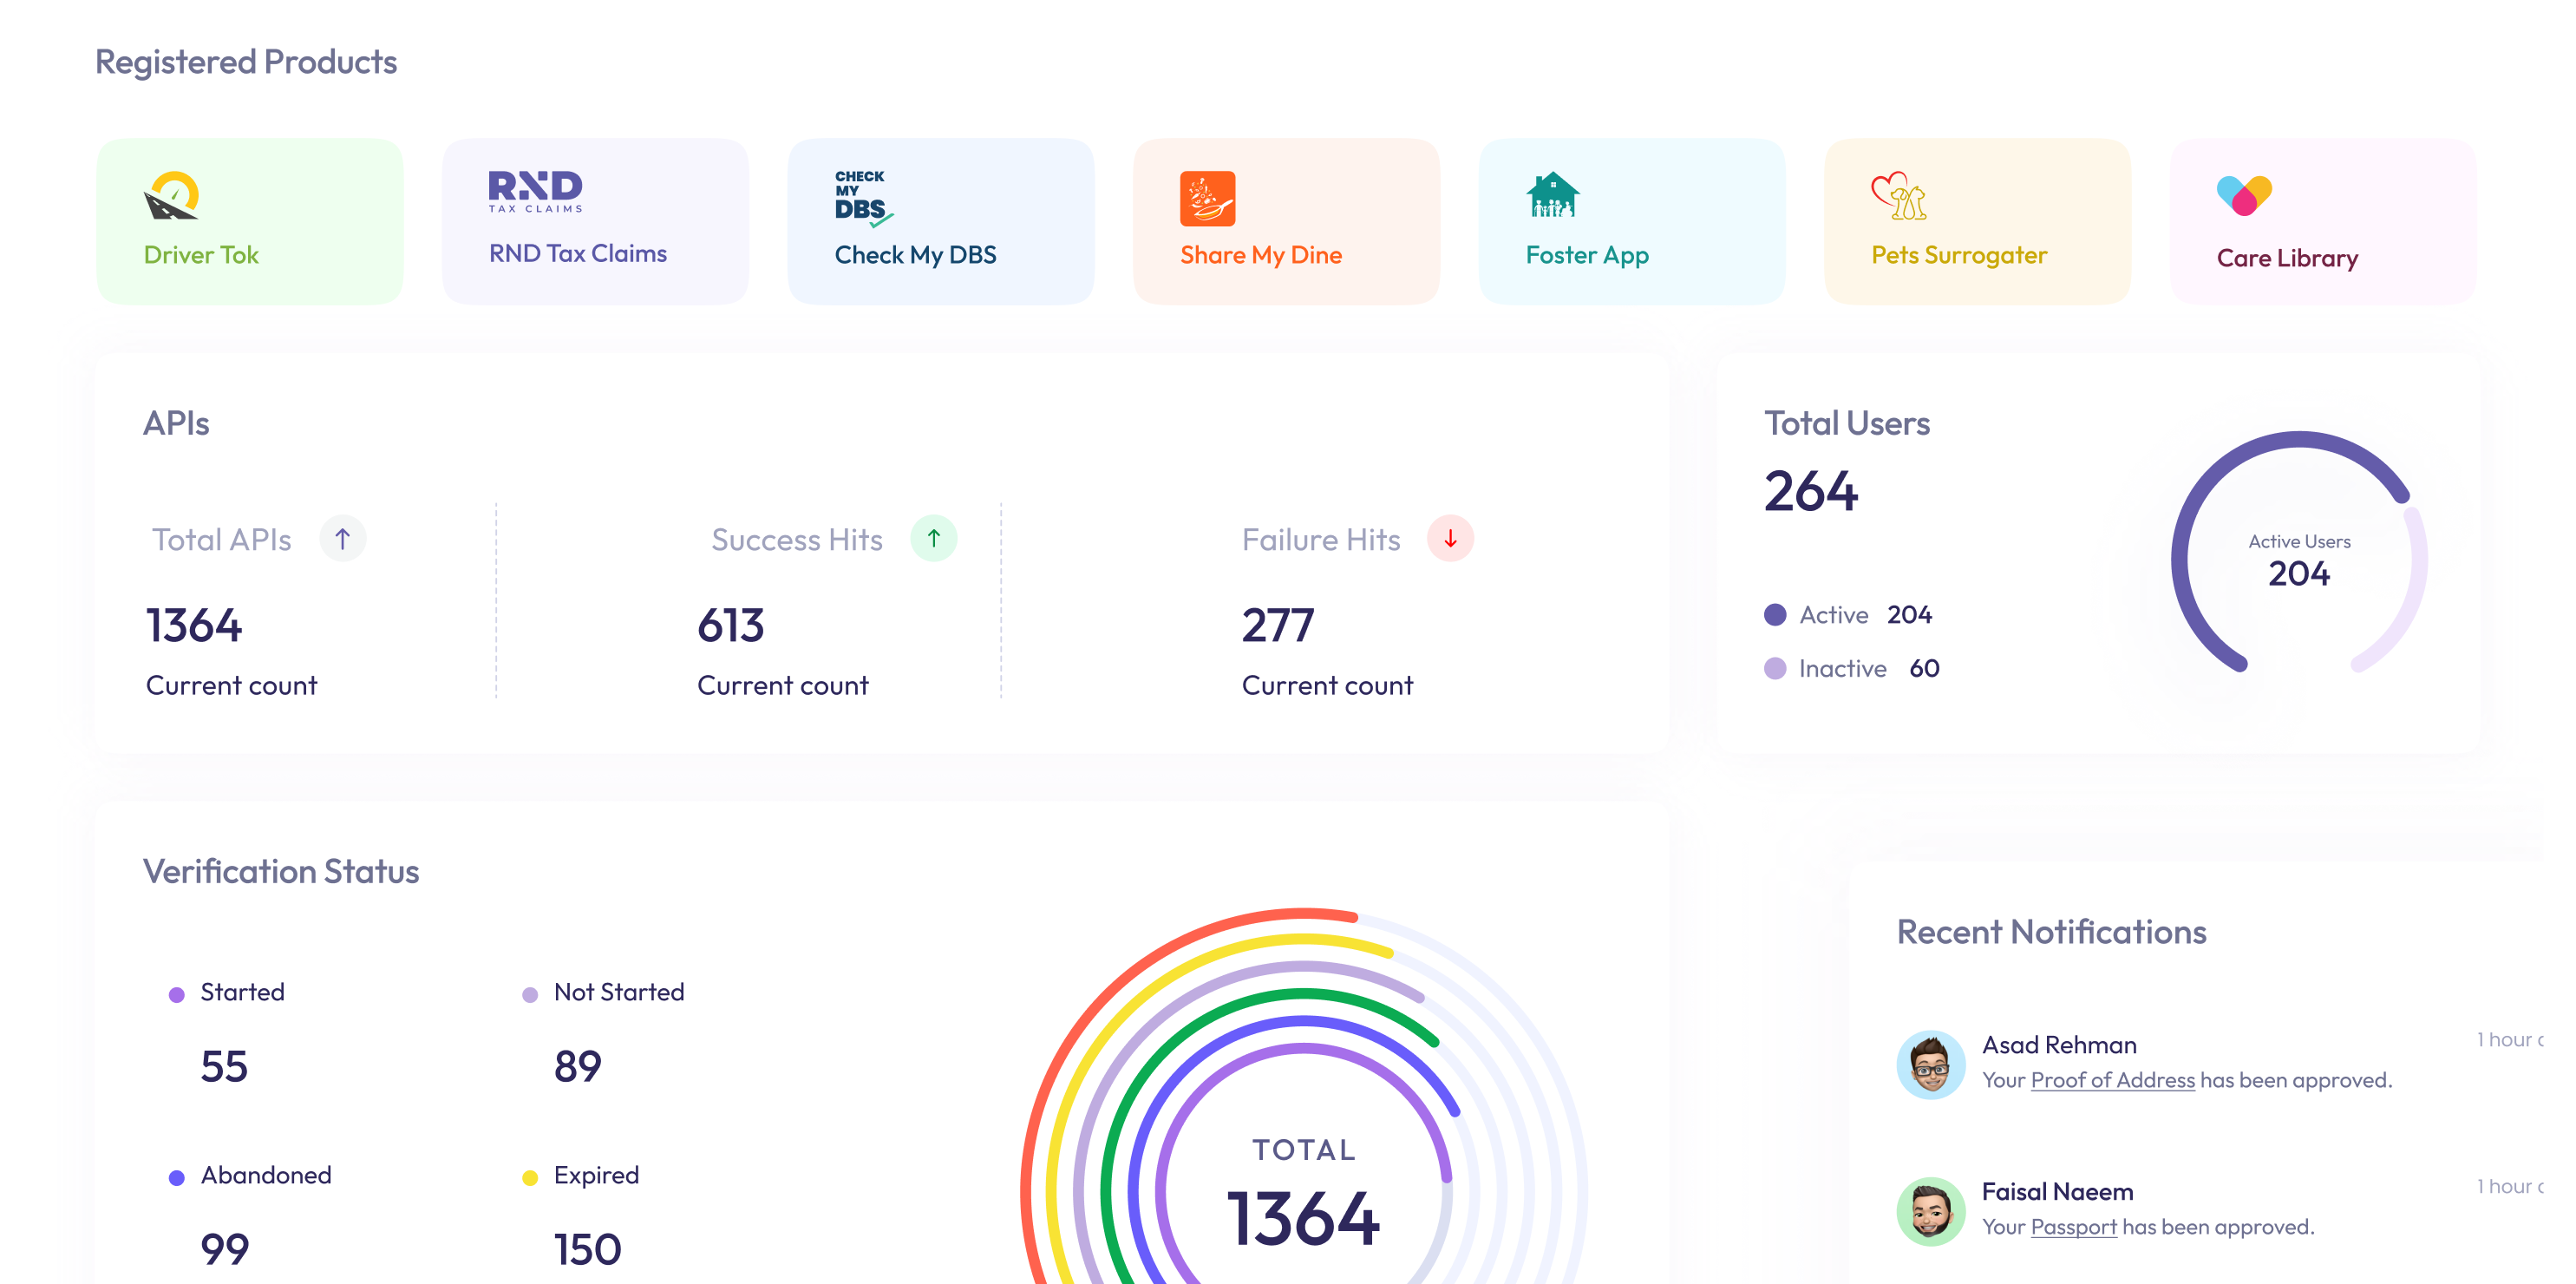 Registered Products
Driver Tok
RND
TAX CLAIMS
RND Tax Claims
CHECK
MY
DBS
Check My DBS
Share My Dine
Foster App
Pets Surrogater
Care Library
APIs
Total APIs
1364
Current count
Success Hits
613
Current count
Failure Hits
277
Current count
Total Users
264
Active 204
Inactive 60
Active Users
204
Verification Status
Started
55
Not Started
89
Abandoned
99
Expired
150
TOTAL
1364
Recent Notifications
Asad Rehman
1 hour
Your Proof of Address has been approved.
Faisal Naeem
1 hour
Your Passport has been approved.